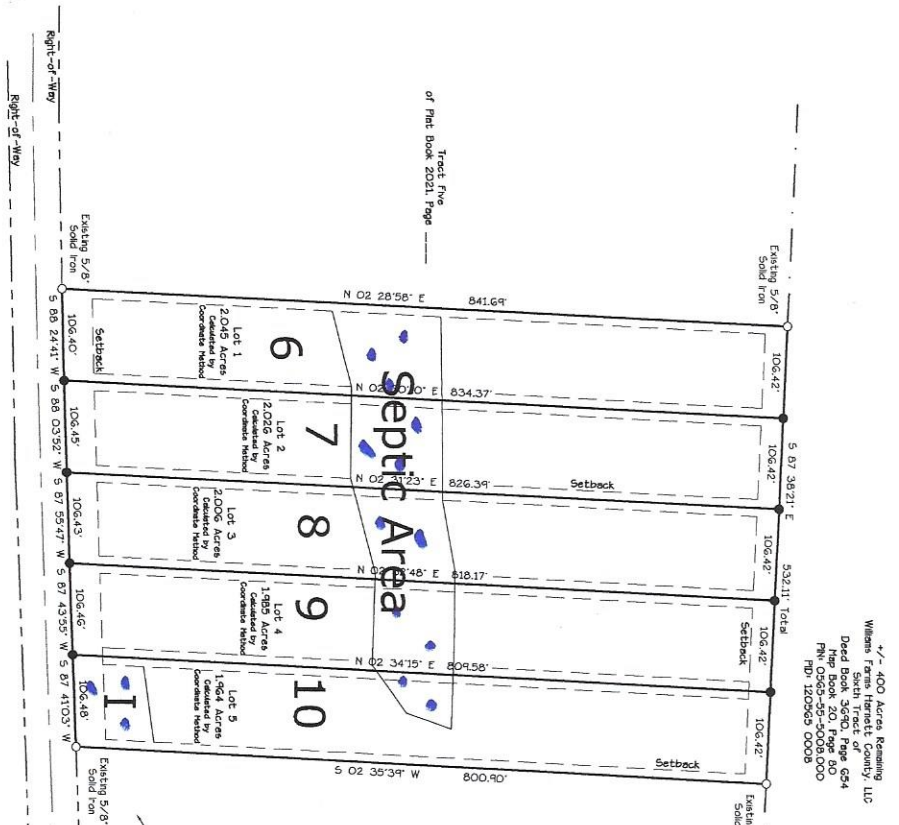 +/- 400 Acres Remaining
Williams Farms Harnett County, LLC
Sixth Tract of
Deed Book 3690, Page 654
Map Book 20, Page 80
PIN: 0565-55-5008.000
PID: 120565 0008
Right-of-Way
Right-of-Way
Tract Five
of Plat Book 2021, Page
Existing 5/8"
Solid Iron
Existing 5/8"
Solid Iron
Existing 5/8"
Solid Iron
N 02 28'58" E 841.69'
834.37'
N 02 31'23" E 826.39'
818.17'
N 02 34'15" E 809.58'
S 02 35'39" W 800.90'
S 87 38'21" E 532.11' Total
106.42'
106.42'
106.42'
106.42'
106.42'
S 88 24'41" W
106.40'
S 88 03'52" W
106.45'
S 87 55'47" W
106.43'
S 87 43'55" W
106.46'
S 87 41'03" W
106.48'
Setback
Setback
Setback
Setback
6
Lot 1
2.045 Acres
Calculated by
Coordinate Method
7
Lot 2
2.026 Acres
Calculated by
Coordinate Method
8
Lot 3
2.006 Acres
Calculated by
Coordinate Method
9
Lot 4
1.985 Acres
Calculated by
Coordinate Method
10
Lot 5
1.964 Acres
Calculated by
Coordinate Method
Septic Area
I